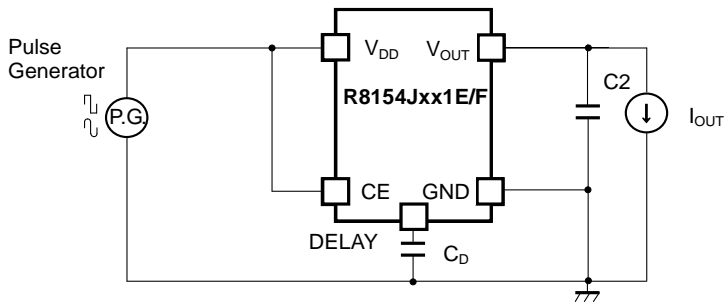 Pulse
Generator
P.G.
VDD
VOUT
R8154Jxx1E/F
C2
IOUT
CE
GND
DELAY
CD